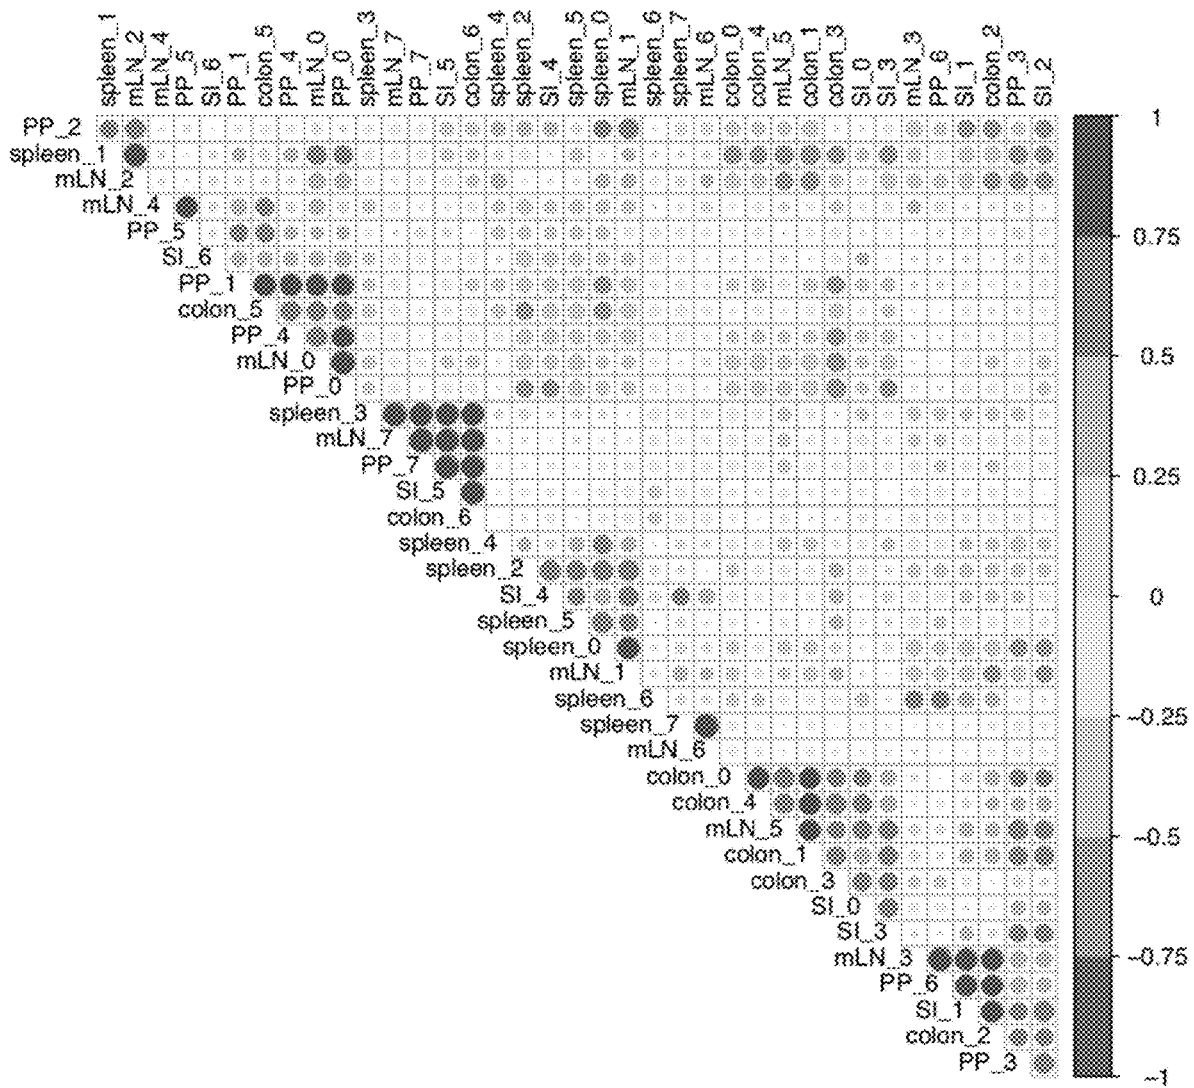 spleen_1
mLN_2
mLN_4
PP_5
SI_6
PP_1
colon_5
PP_4
mLN_0
PP_0
spleen_3
mLN_7
PP_7
SI_5
colon_6
spleen_4
spleen_2
SI_4
spleen_5
spleen_0
mLN_1
spleen_6
spleen_7
mLN_6
colon_0
colon_4
mLN_5
colon_1
colon_3
SI_0
SI_3
mLN_3
PP_6
SI_1
colon_2
PP_3
SI_2
PP_2
spleen_1
mLN_2
mLN_4
PP_5
SI_6
PP_1
colon_5
PP_4
mLN_0
PP_0
spleen_3
mLN_7
PP_7
SI_5
colon_6
spleen_4
spleen_2
SI_4
spleen_5
spleen_0
mLN_1
spleen_6
spleen_7
mLN_6
colon_0
colon_4
mLN_5
colon_1
colon_3
SI_0
SI_3
mLN_3
PP_6
SI_1
colon_2
PP_3
1
0.75
0.5
0.25
0
-0.25
-0.5
-0.75
-1